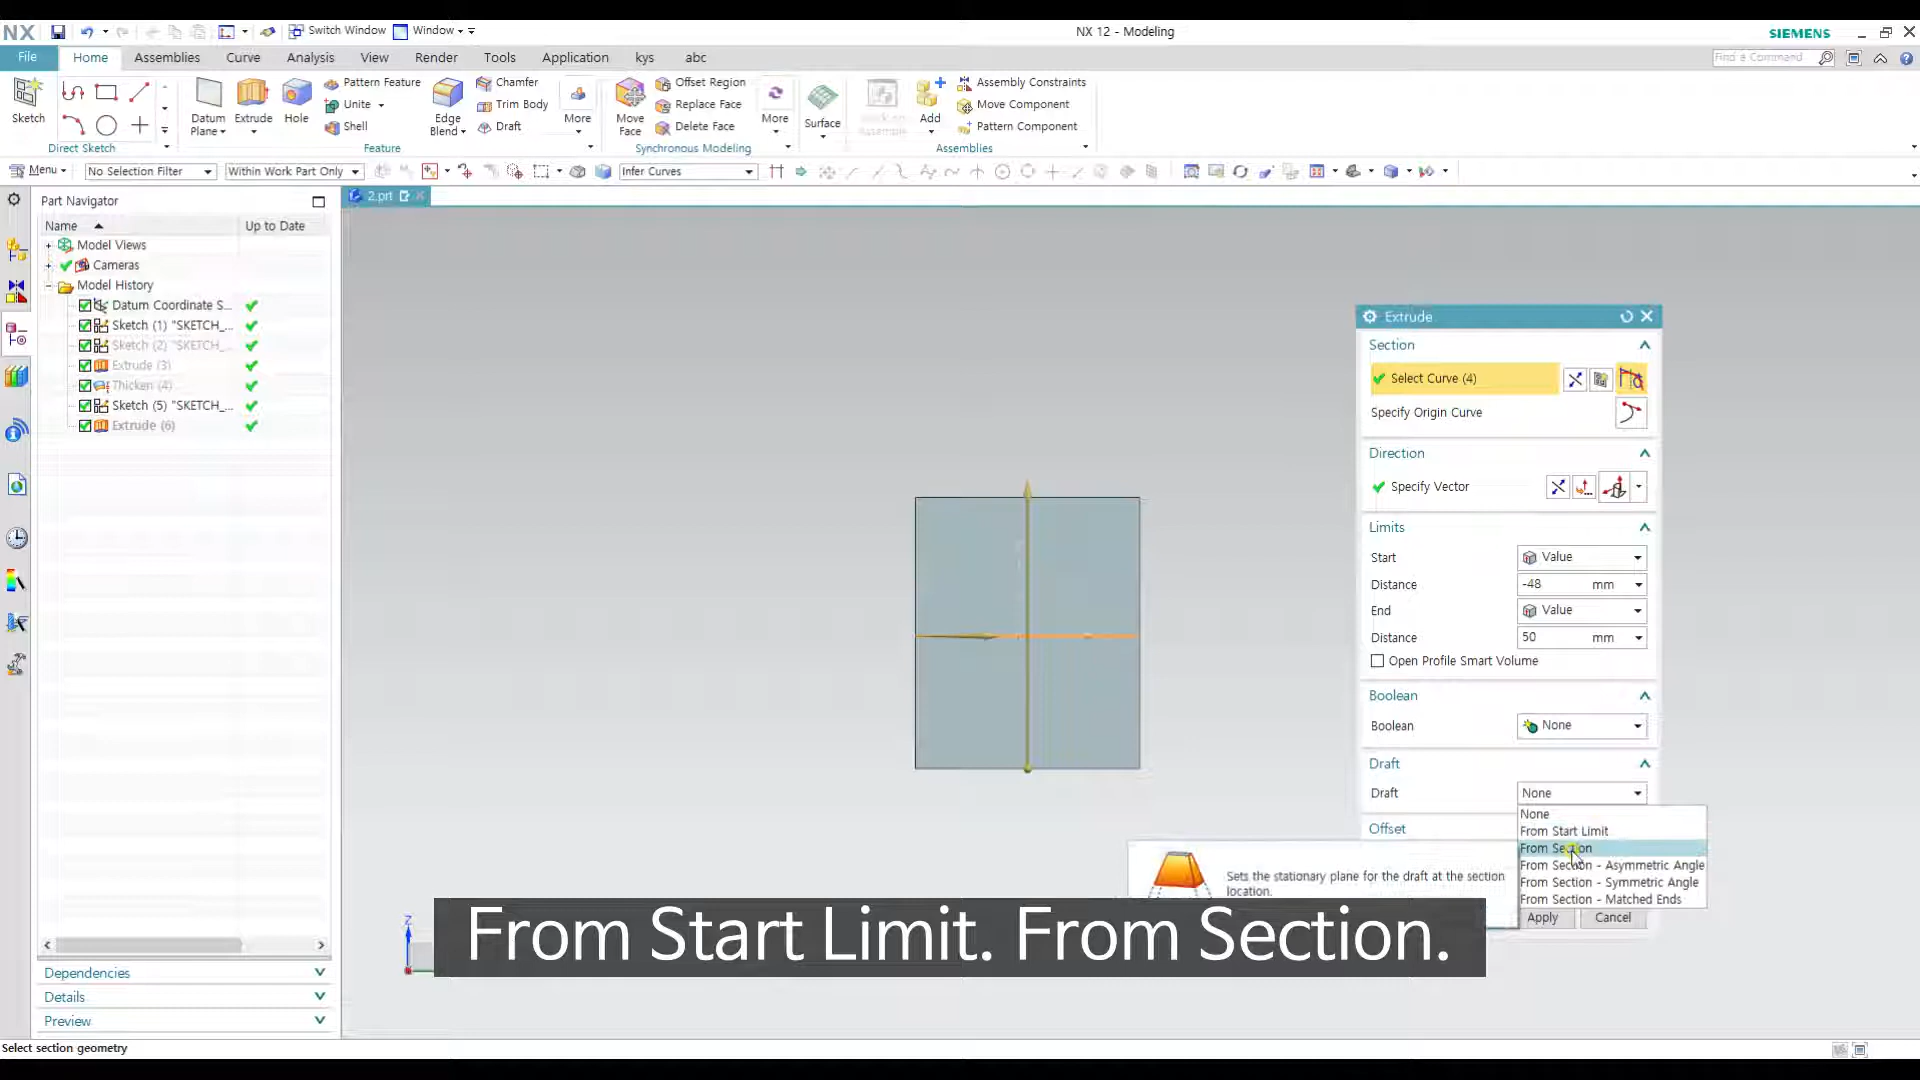 NX
Switch Window
Window
NX 12 - Modeling
SIEMENS
File
Home
Assemblies
Curve
Analysis
View
Render
Tools
Application
kys
abc
Find a Command
Sketch
Direct Sketch
Datum
Plane
Extrude
Hole
Pattern Feature
Unite
Shell
Edge
Blend
Chamfer
Trim Body
Draft
More
Feature
Move
Face
Offset Region
Replace Face
Delete Face
More
Synchronous Modeling
Surface
Add
Assembly Constraints
Move Component
Pattern Component
Assemblies
Menu
No Selection Filter
Within Work Part Only
Infer Curves
Part Navigator
2.prt
Name
Up to Date
Model Views
Cameras
Model History
Datum Coordinate S...
Sketch (1) "SKETCH_...
Sketch (2) "SKETCH_...
Extrude (3)
Thicken (4)
Sketch (5) "SKETCH_...
Extrude (6)
Dependencies
Details
Preview
Extrude
Section
Select Curve (4)
Specify Origin Curve
Direction
Specify Vector
Limits
Start
Value
Distance
-48 mm
End
Value
Distance
50 mm
Open Profile Smart Volume
Boolean
Boolean
None
Draft
Draft
None
None
From Start Limit
From Section
From Section - Asymmetric Angle
From Section - Symmetric Angle
From Section - Matched Ends
Offset
Apply
Cancel
Sets the stationary plane for the draft at the section
location.
Z
From Start Limit. From Section.
Select section geometry